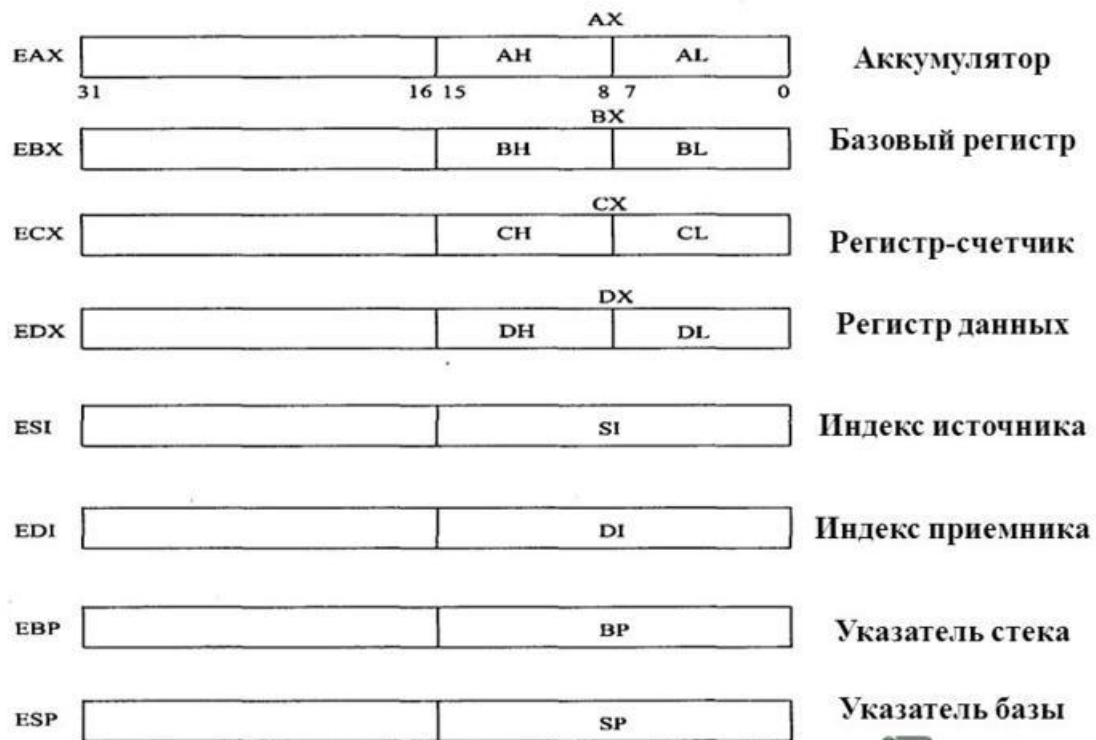 AX
EAX AH AL Аккумулятор
31 16 15 8 7 0
BX
EBX BH BL Базовый регистр
CX
ECX CH CL Регистр-счетчик
DX
EDX DH DL Регистр данных
ESI SI Индекс источника
EDI DI Индекс приемника
EBP BP Указатель стека
ESP SP Указатель базы